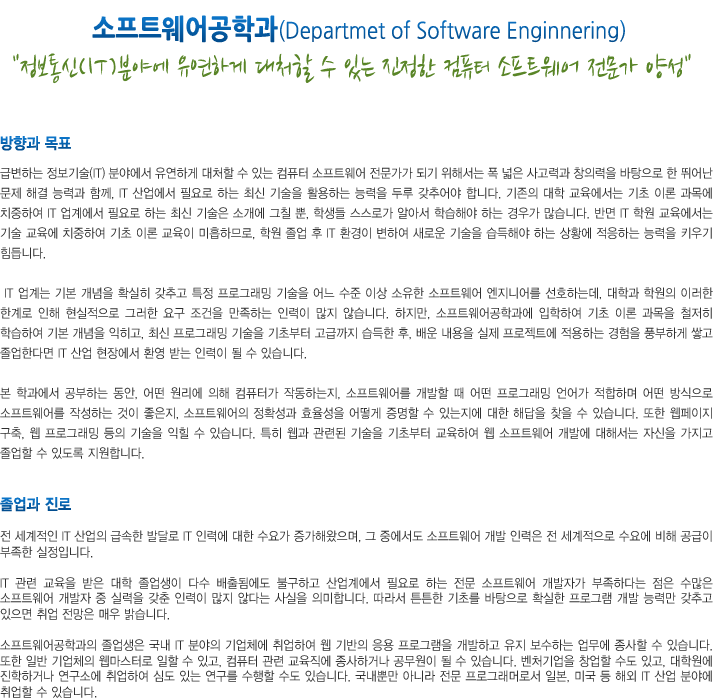 소프트웨어공학과(Departmet of Software Enginnering)
"정보통신(IT)분야에 유연하게 대처할 수 있는 진정한 컴퓨터 소프트웨어 전문가 양성"
방향과 목표
급변하는 정보기술(IT) 분야에서 유연하게 대처할 수 있는 컴퓨터 소프트웨어 전문가가 되기 위해서는 폭 넓은 사고력과 창의력을 바탕으로 한 뛰어난
문제 해결 능력과 함께, IT 산업에서 필요로 하는 최신 기술을 활용하는 능력을 두루 갖추어야 합니다. 기존의 대학 교육에서는 기초 이론 과목에
치중하여 IT 업계에서 필요로 하는 최신 기술은 소개에 그칠 뿐, 학생들 스스로가 알아서 학습해야 하는 경우가 많습니다. 반면 IT 학원 교육에서는
기술 교육에 치중하여 기초 이론 교육이 미흡하므로, 학원 졸업 후 IT 환경이 변하여 새로운 기술을 습득해야 하는 상황에 적응하는 능력을 키우기
힘듭니다.
IT 업계는 기본 개념을 확실히 갖추고 특정 프로그래밍 기술을 어느 수준 이상 소유한 소프트웨어 엔지니어를 선호하는데, 대학과 학원의 이러한
한계로 인해 현실적으로 그러한 요구 조건을 만족하는 인력이 많지 않습니다. 하지만, 소프트웨어공학과에 입학하여 기초 이론 과목을 철저히
학습하여 기본 개념을 익히고, 최신 프로그래밍 기술을 기초부터 고급까지 습득한 후, 배운 내용을 실제 프로젝트에 적용하는 경험을 풍부하게 쌓고
졸업한다면 IT 산업 현장에서 환영 받는 인력이 될 수 있습니다.
본 학과에서 공부하는 동안, 어떤 원리에 의해 컴퓨터가 작동하는지, 소프트웨어를 개발할 때 어떤 프로그래밍 언어가 적합하며 어떤 방식으로
소프트웨어를 작성하는 것이 좋은지, 소프트웨어의 정확성과 효율성을 어떻게 증명할 수 있는지에 대한 해답을 찾을 수 있습니다. 또한 웹페이지
구축, 웹 프로그래밍 등의 기술을 익힐 수 있습니다. 특히 웹과 관련된 기술을 기초부터 교육하여 웹 소프트웨어 개발에 대해서는 자신을 가지고
졸업할 수 있도록 지원합니다.
졸업과 진로
전 세계적인 IT 산업의 급속한 발달로 IT 인력에 대한 수요가 증가해왔으며, 그 중에서도 소프트웨어 개발 인력은 전 세계적으로 수요에 비해 공급이
부족한 실정입니다.
IT 관련 교육을 받은 대학 졸업생이 다수 배출됨에도 불구하고 산업계에서 필요로 하는 전문 소프트웨어 개발자가 부족하다는 점은 수많은
소프트웨어 개발자 중 실력을 갖춘 인력이 많지 않다는 사실을 의미합니다. 따라서 튼튼한 기초를 바탕으로 확실한 프로그램 개발 능력만 갖추고
있으면 취업 전망은 매우 밝습니다.
소프트웨어공학과의 졸업생은 국내 IT 분야의 기업체에 취업하여 웹 기반의 응용 프로그램을 개발하고 유지 보수하는 업무에 종사할 수 있습니다.
또한 일반 기업체의 웹마스터로 일할 수 있고, 컴퓨터 관련 교육직에 종사하거나 공무원이 될 수 있습니다. 벤처기업을 창업할 수도 있고, 대학원에
진학하거나 연구소에 취업하여 심도 있는 연구를 수행할 수도 있습니다. 국내뿐만 아니라 전문 프로그래머로서 일본, 미국 등 해외 IT 산업 분야에
취업할 수 있습니다.